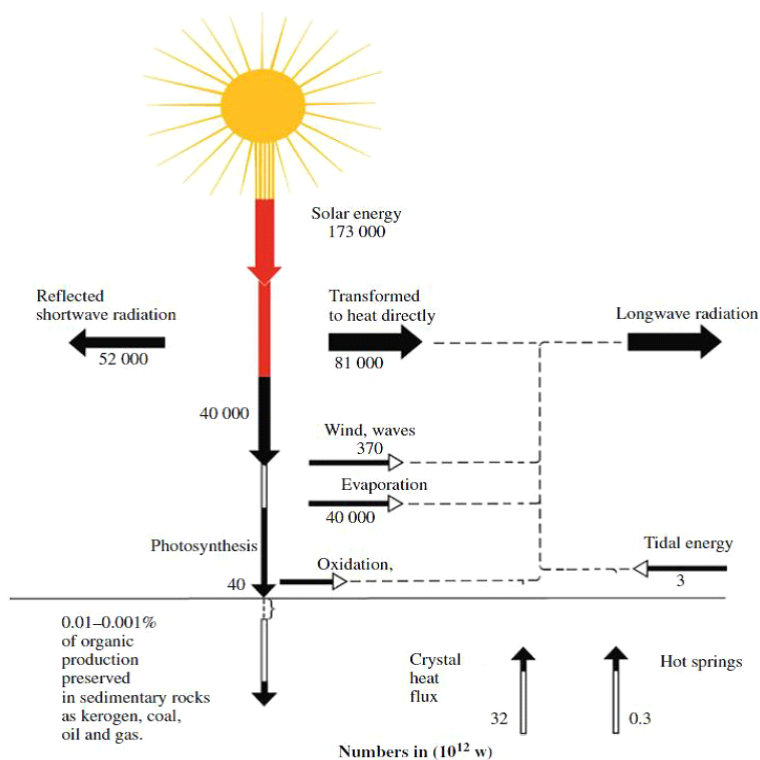 Solar energy
173 000
Reflected
shortwave radiation
52 000
Transformed
to heat directly
81 000
Longwave radiation
40 000
Wind, waves
370
Evaporation
40 000
Photosynthesis
40
Oxidation,
Tidal energy
3
0.01–0.001%
of organic
production
preserved
in sedimentary rocks
as kerogen, coal,
oil and gas.
Crystal
heat
flux
32
Hot springs
0.3
Numbers in (10¹² w)